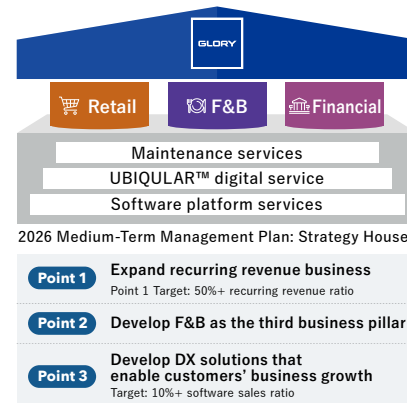 GLORY
Retail
F&B
Financial
Maintenance services
UBIQULAR™ digital service
Software platform services
2026 Medium-Term Management Plan: Strategy House
Point 1
Expand recurring revenue business
Point 1 Target: 50%+ recurring revenue ratio
Point 2
Develop F&B as the third business pillar
Point 3
Develop DX solutions that
enable customers’ business growth
Target: 10%+ software sales ratio